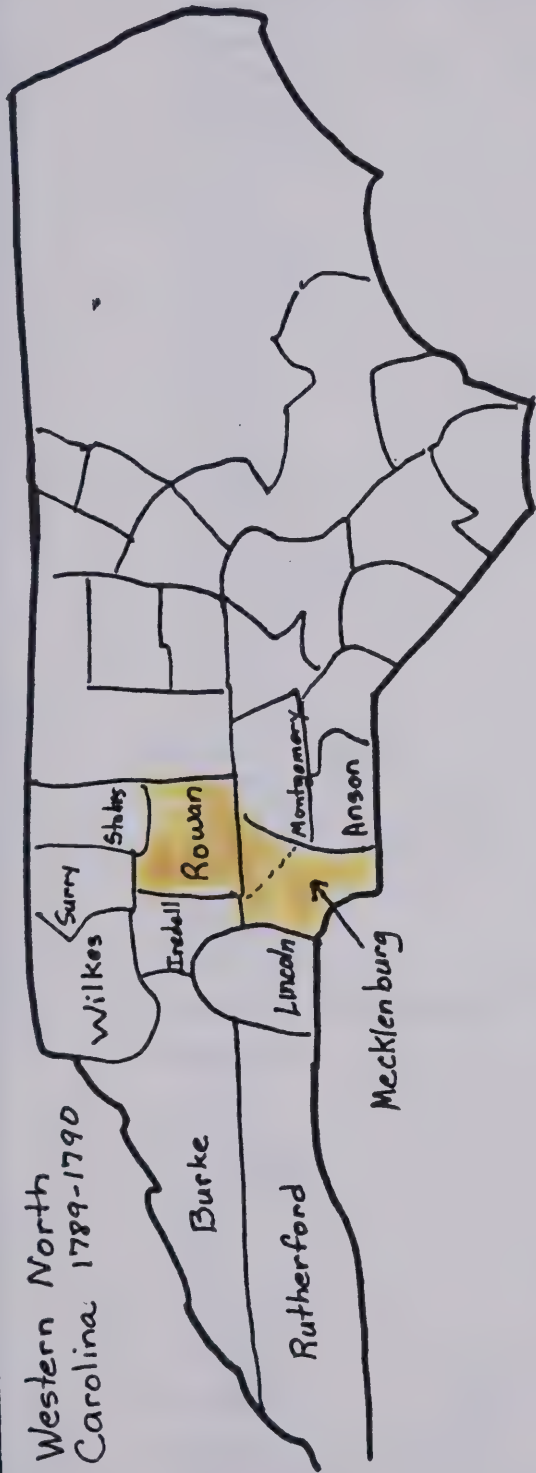 Western North
Carolina 1789-1790
Wilkes
Surry
Stokes
Iredell
Rowan
Burke
Lincoln
Montgomery
Anson
Rutherford
Mecklenburg